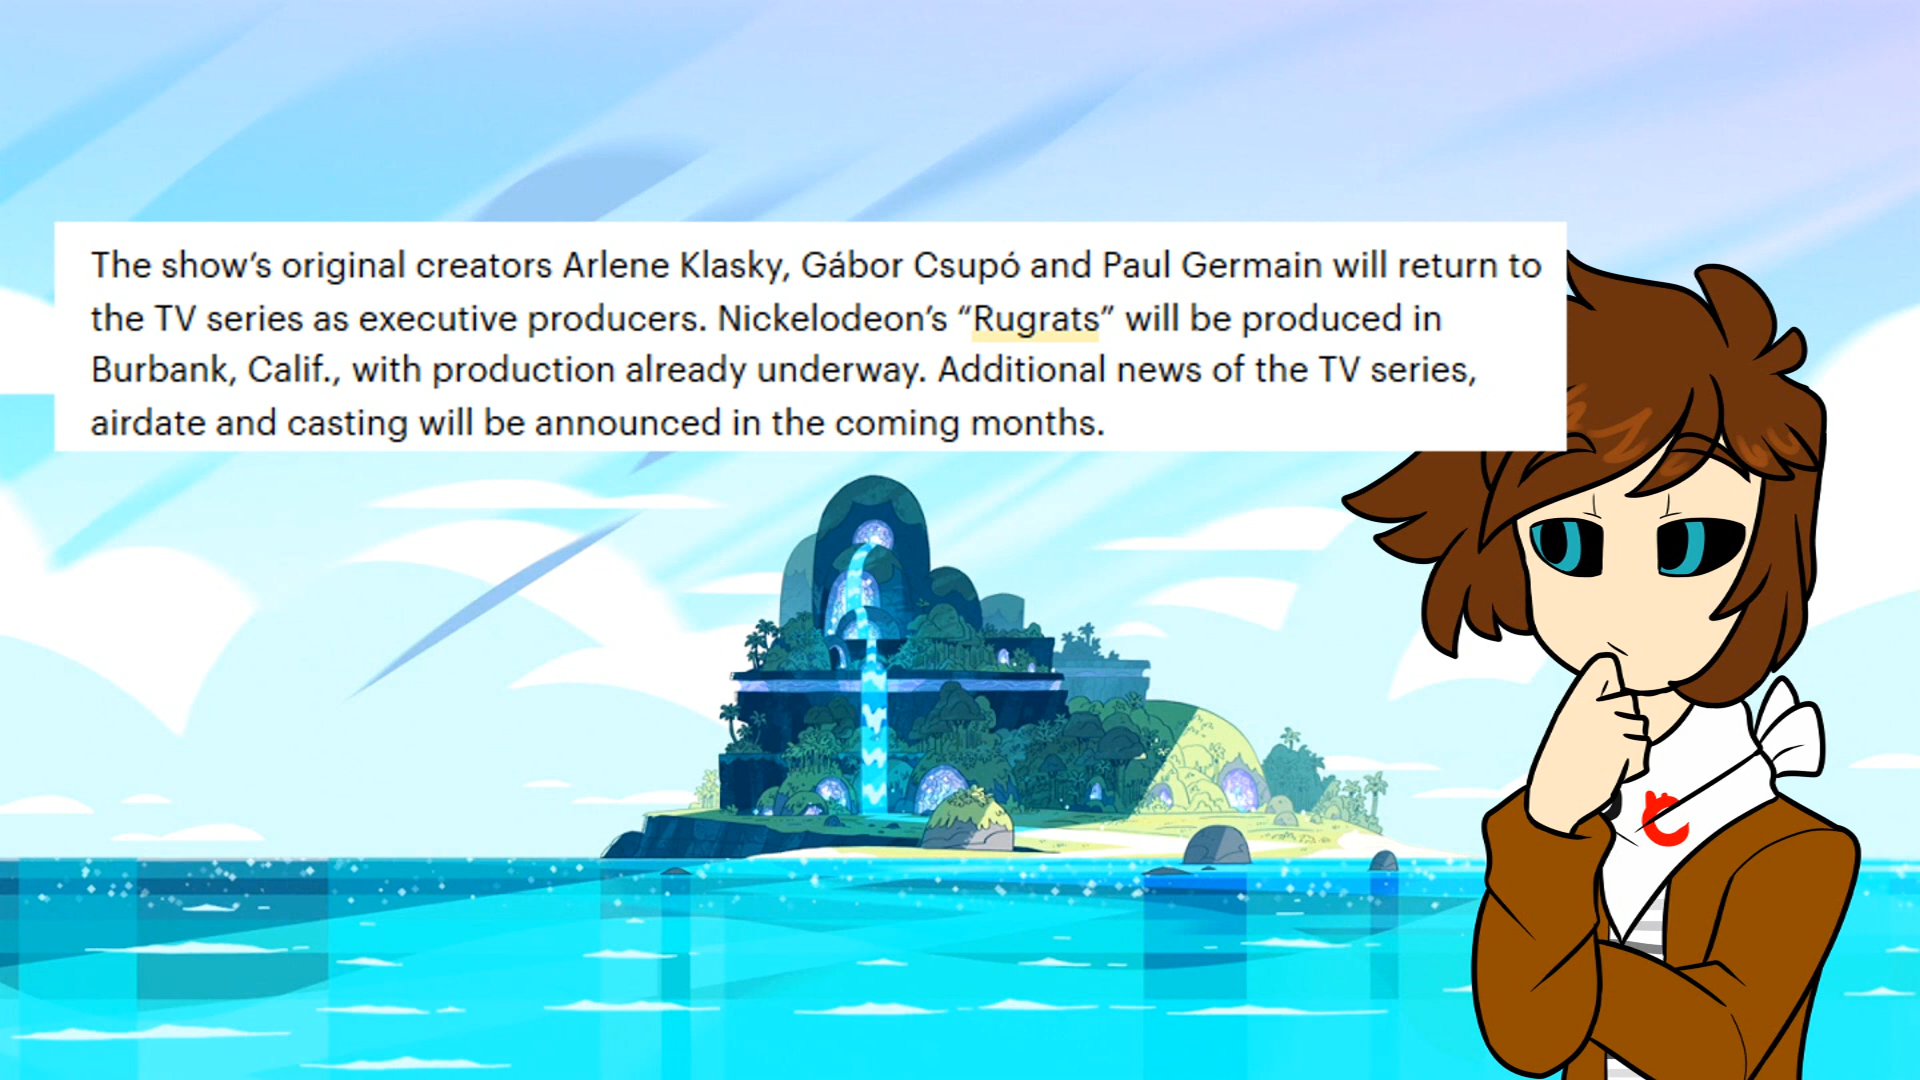 The show’s original creators Arlene Klasky, Gábor Csupó and Paul Germain will return to
the TV series as executive producers. Nickelodeon’s “Rugrats” will be produced in
Burbank, Calif., with production already underway. Additional news of the TV series,
airdate and casting will be announced in the coming months.